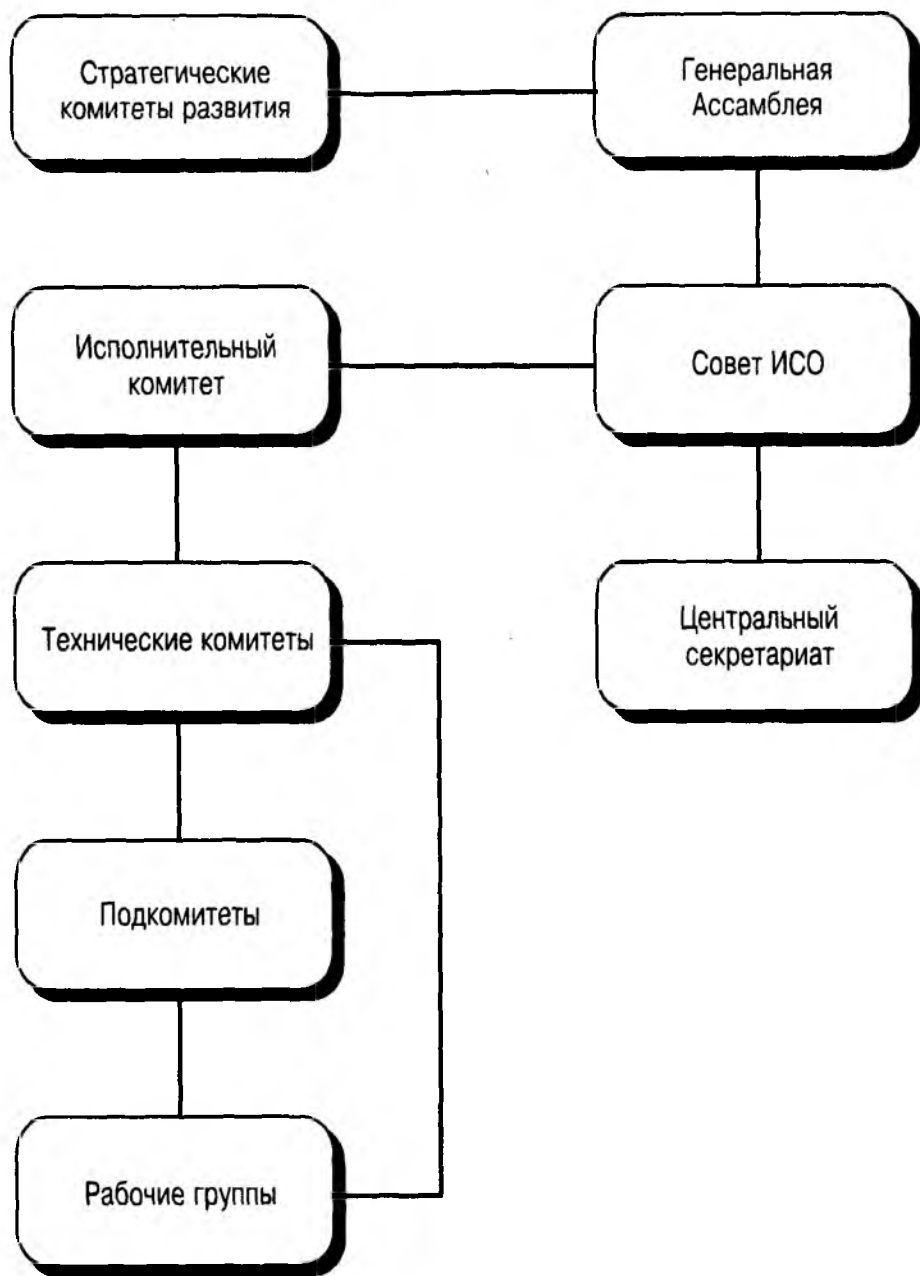 Стратегические
комитеты развития
Генеральная
Ассамблея
Исполнительный
комитет
Совет ИСО
Технические комитеты
Центральный
секретариат
Подкомитеты
Рабочие группы